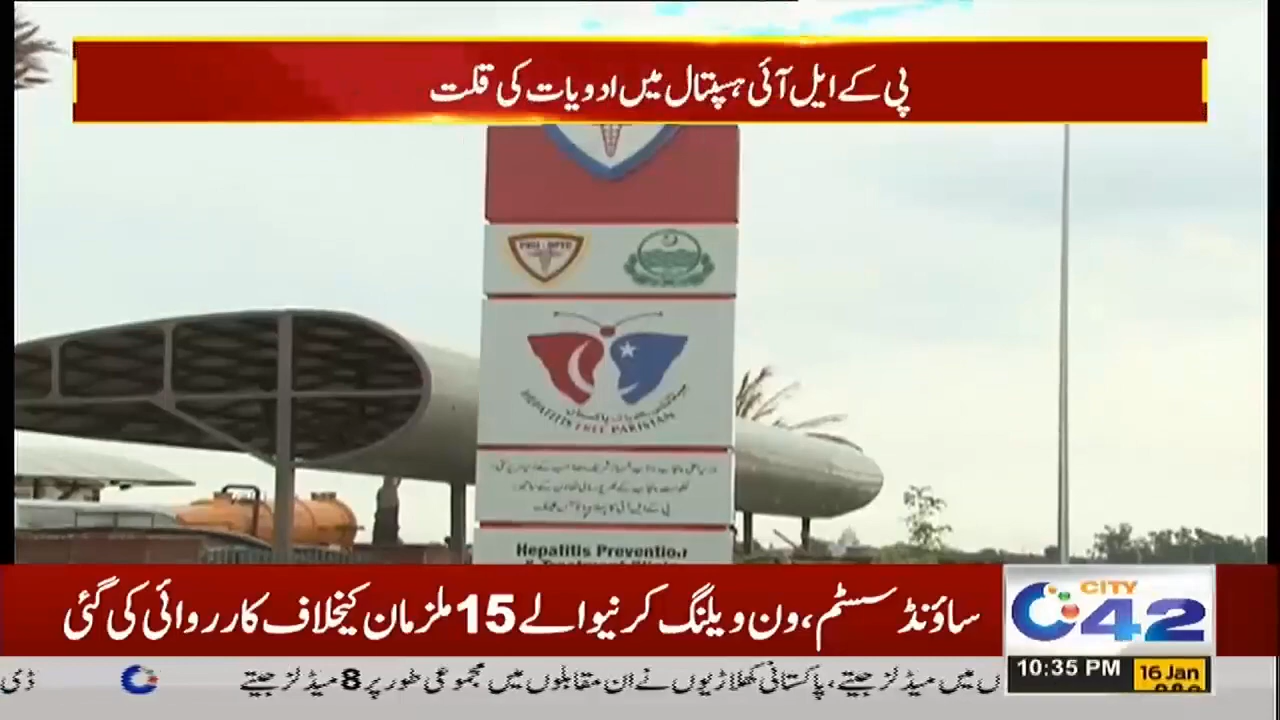 پی کے ایل آئی ہسپتال میں ادویات کی قلت
HEPATITIS FREE PAKISTAN
Hepatitis Prevention
ساؤنڈ سسٹم، ون ویلنگ کرنیوالے 15 ملزمان کیخلاف کارروائی کی گئی
CITY
42
10:35 PM
16 Jan
میں میڈلز جیتے، پاکستانی کھلاڑیوں نے ان مقابلوں میں مجموعی طور پر 8 میڈلز جیتے